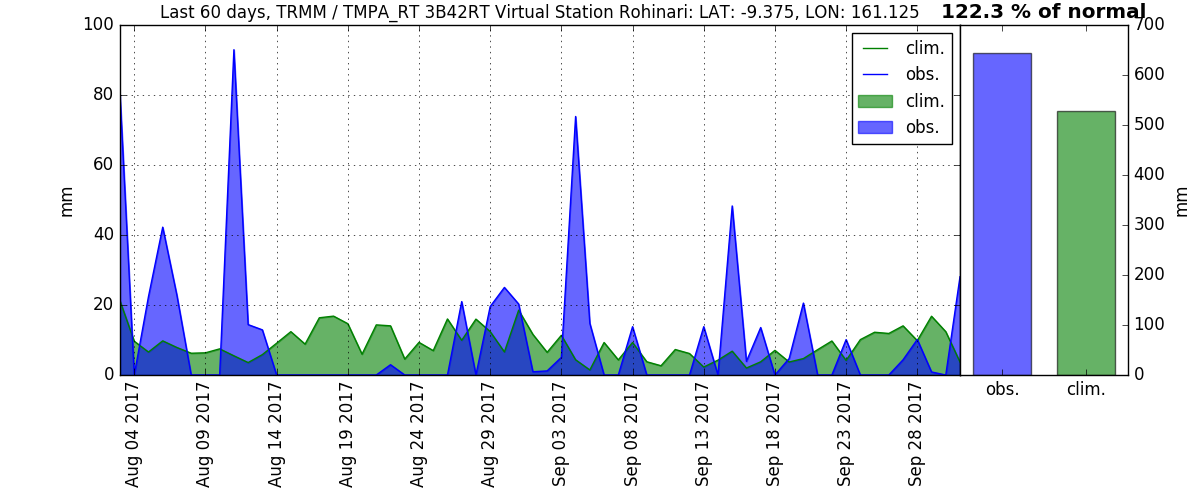 Last 60 days, TRMM / TMPA_RT 3B42RT Virtual Station Rohinari: LAT: -9.375, LON: 161.125
122.3 % of normal
100
80
60
40
20
0
mm
clim.
obs.
clim.
obs.
700
600
500
400
300
200
100
0
mm
obs.
clim.
Aug 04 2017
Aug 09 2017
Aug 14 2017
Aug 19 2017
Aug 24 2017
Aug 29 2017
Sep 03 2017
Sep 08 2017
Sep 13 2017
Sep 18 2017
Sep 23 2017
Sep 28 2017